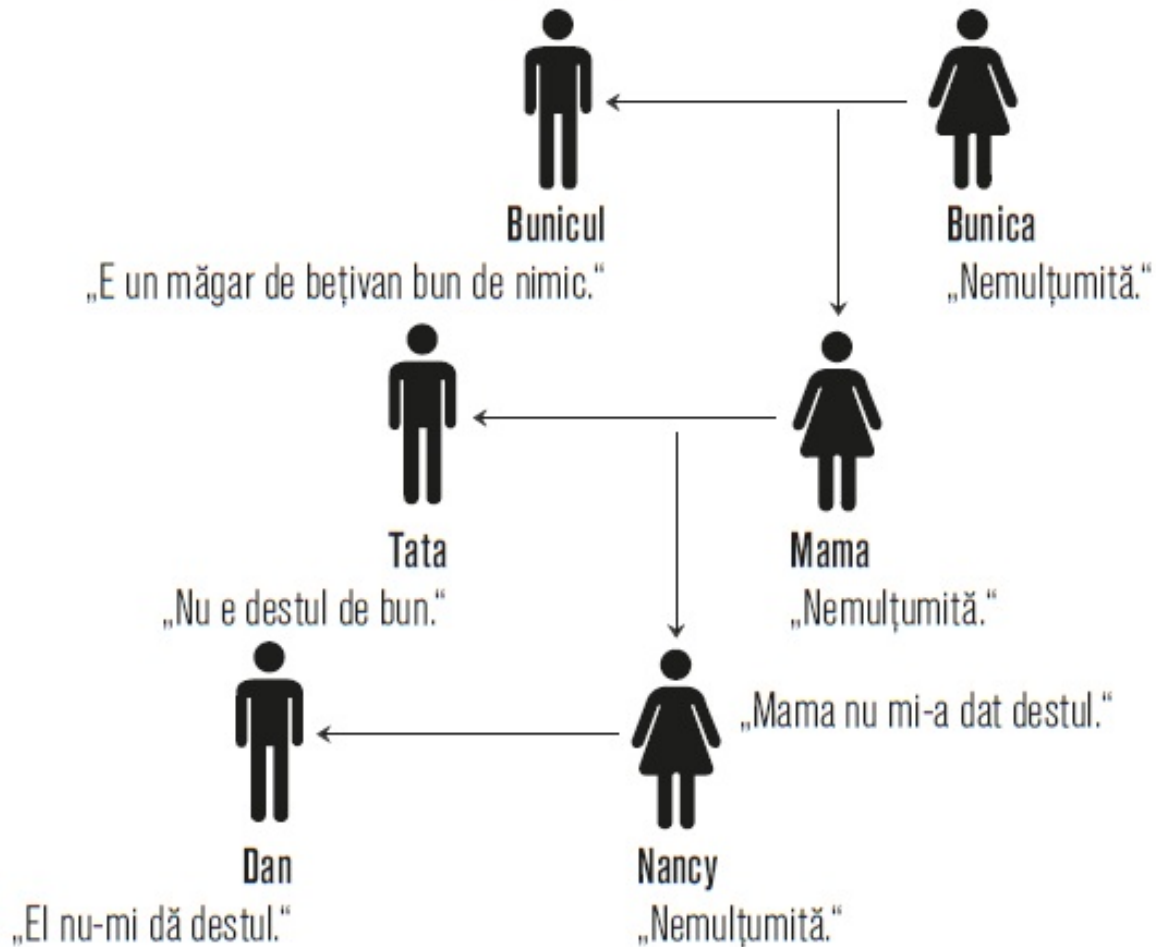 Bunicul
Bunica
„E un măgar de bețivan bun de nimic.“
„Nemulțumită.“
Tata
Mama
„Nu e destul de bun.“
„Nemulțumită.“
„Mama nu mi-a dat destul.“
Dan
Nancy
„El nu-mi dă destul.“
„Nemulțumită.“